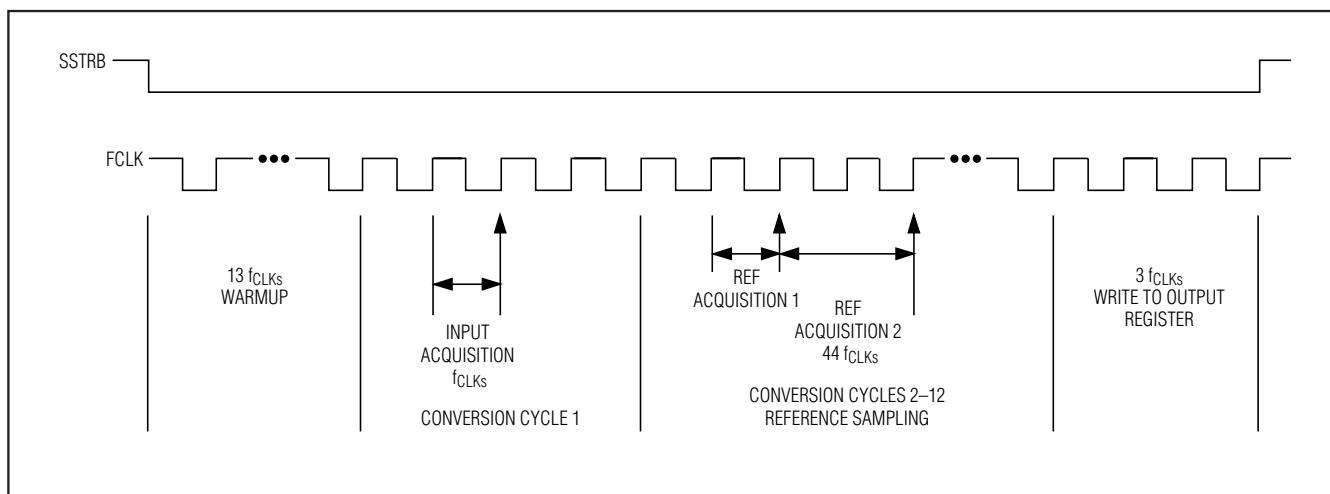 SSTRB
FCLK
13 fCLKs
WARMUP
INPUT
ACQUISITION
fCLKs
CONVERSION CYCLE 1
REF
ACQUISITION 1
REF
ACQUISITION 2
44 fCLKs
CONVERSION CYCLES 2–12
REFERENCE SAMPLING
3 fCLKs
WRITE TO OUTPUT
REGISTER